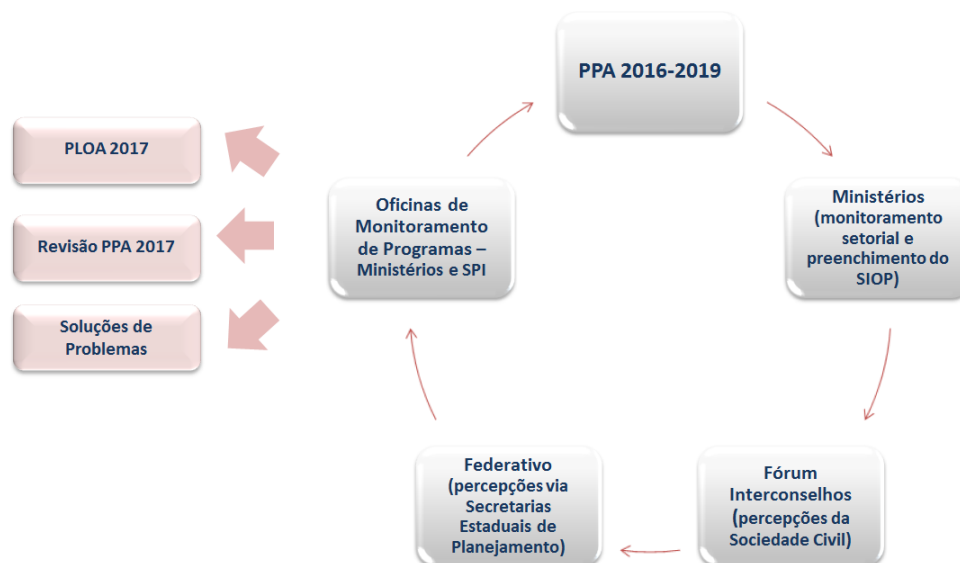 PPA 2016-2019
PLOA 2017
Revisão PPA 2017
Soluções de
Problemas
Oficinas de
Monitoramento
de Programas –
Ministérios e SPI
Ministérios
(monitoramento
setorial e
preenchimento do
SIOP)
Federativo
(percepções via
Secretarias
Estaduais de
Planejamento)
Fórum
Interconselhos
(percepções da
Sociedade Civil)